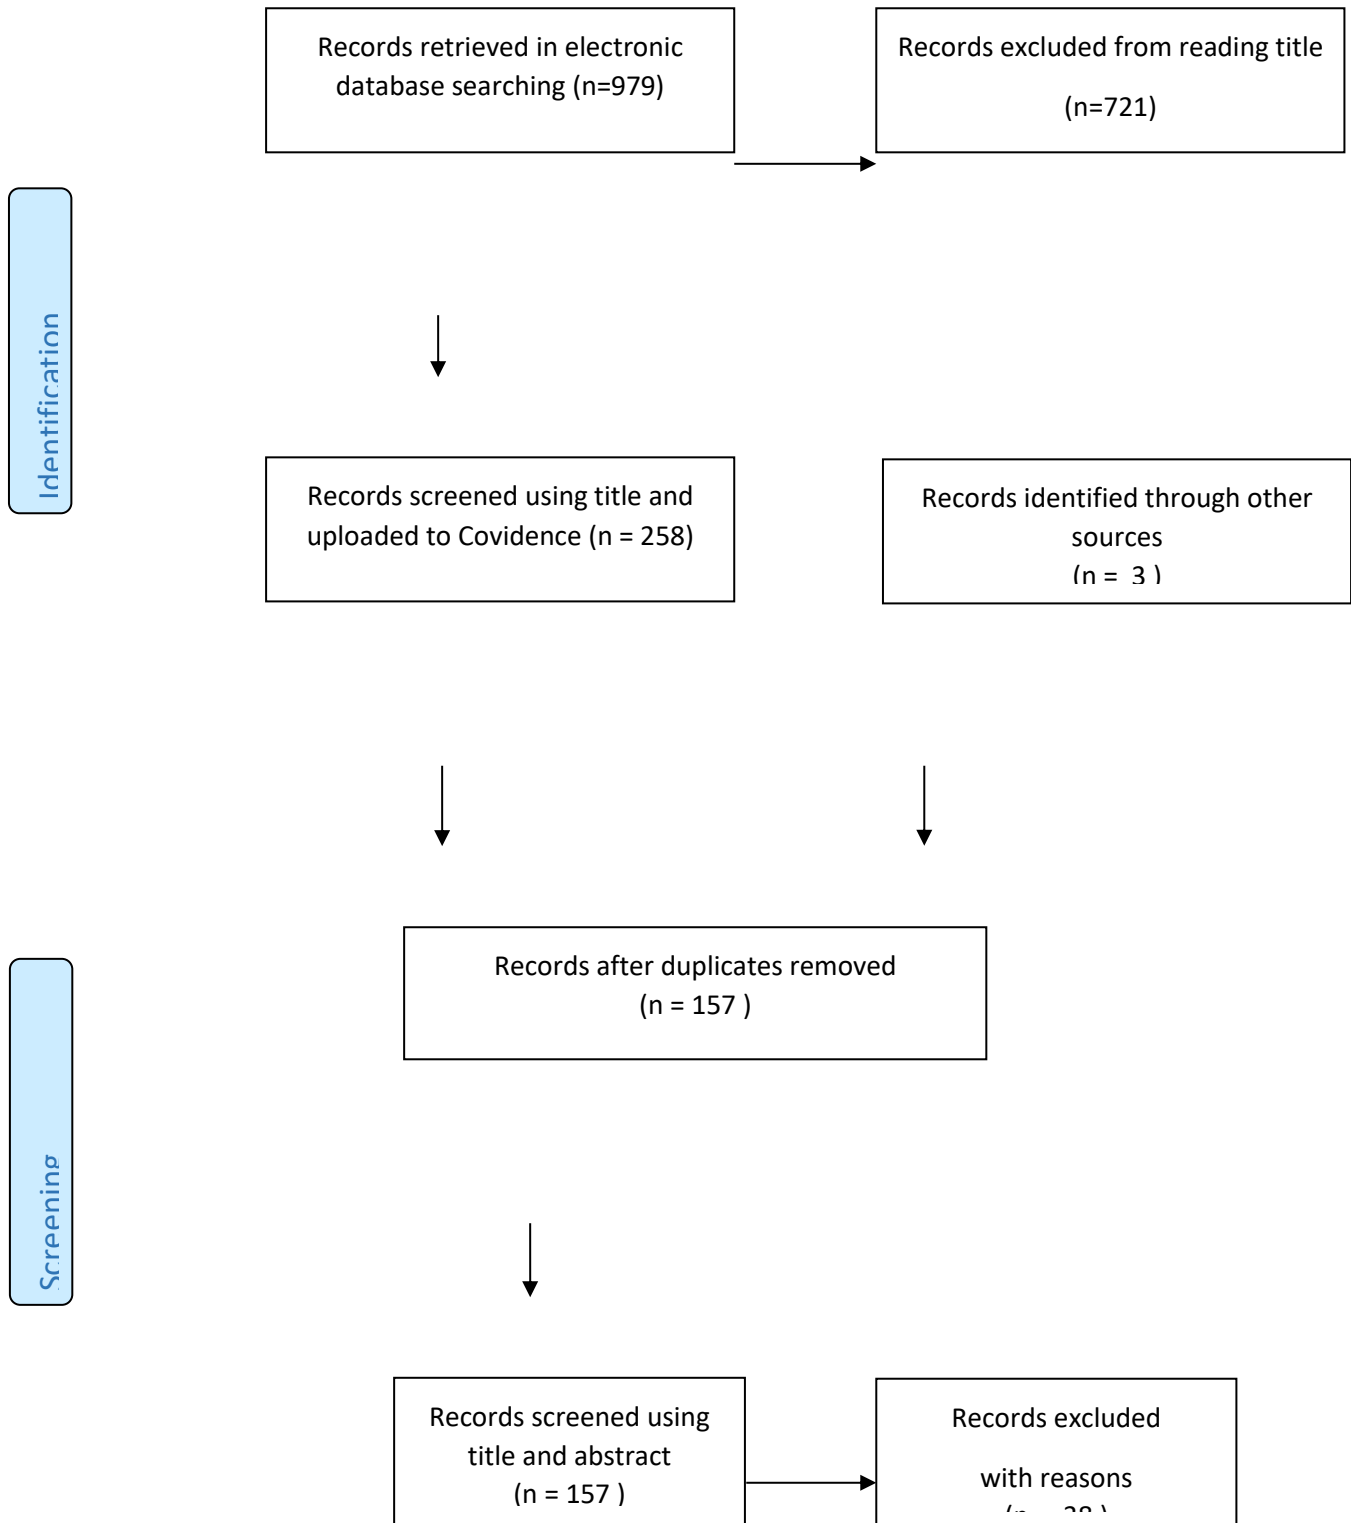 Records retrieved in electronic
database searching (n=979)
Records excluded from reading title
(n=721)
Identification
Records screened using title and
uploaded to Covidence (n = 258)
Records identified through other
sources
(n =  3 )
Records after duplicates removed
(n = 157 )
Screening
Records screened using
title and abstract
(n = 157 )
Records excluded
with reasons